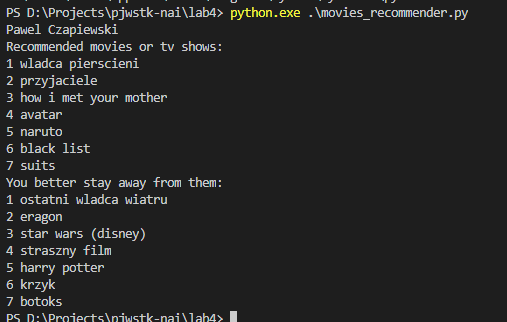 PS D:\Projects\pjwstk-nai\lab4> python.exe .\movies_recommender.py
Pawel Czapiewski
Recommended movies or tv shows:
1 wladca pierscieni
2 przyjaciele
3 how i met your mother
4 avatar
5 naruto
6 black list
7 suits
You better stay away from them:
1 ostatni wladca wiatru
2 eragon
3 star wars (disney)
4 straszny film
5 harry potter
6 krzyk
7 botoks
PS D:\Projects\pjwstk-nai\lab4>